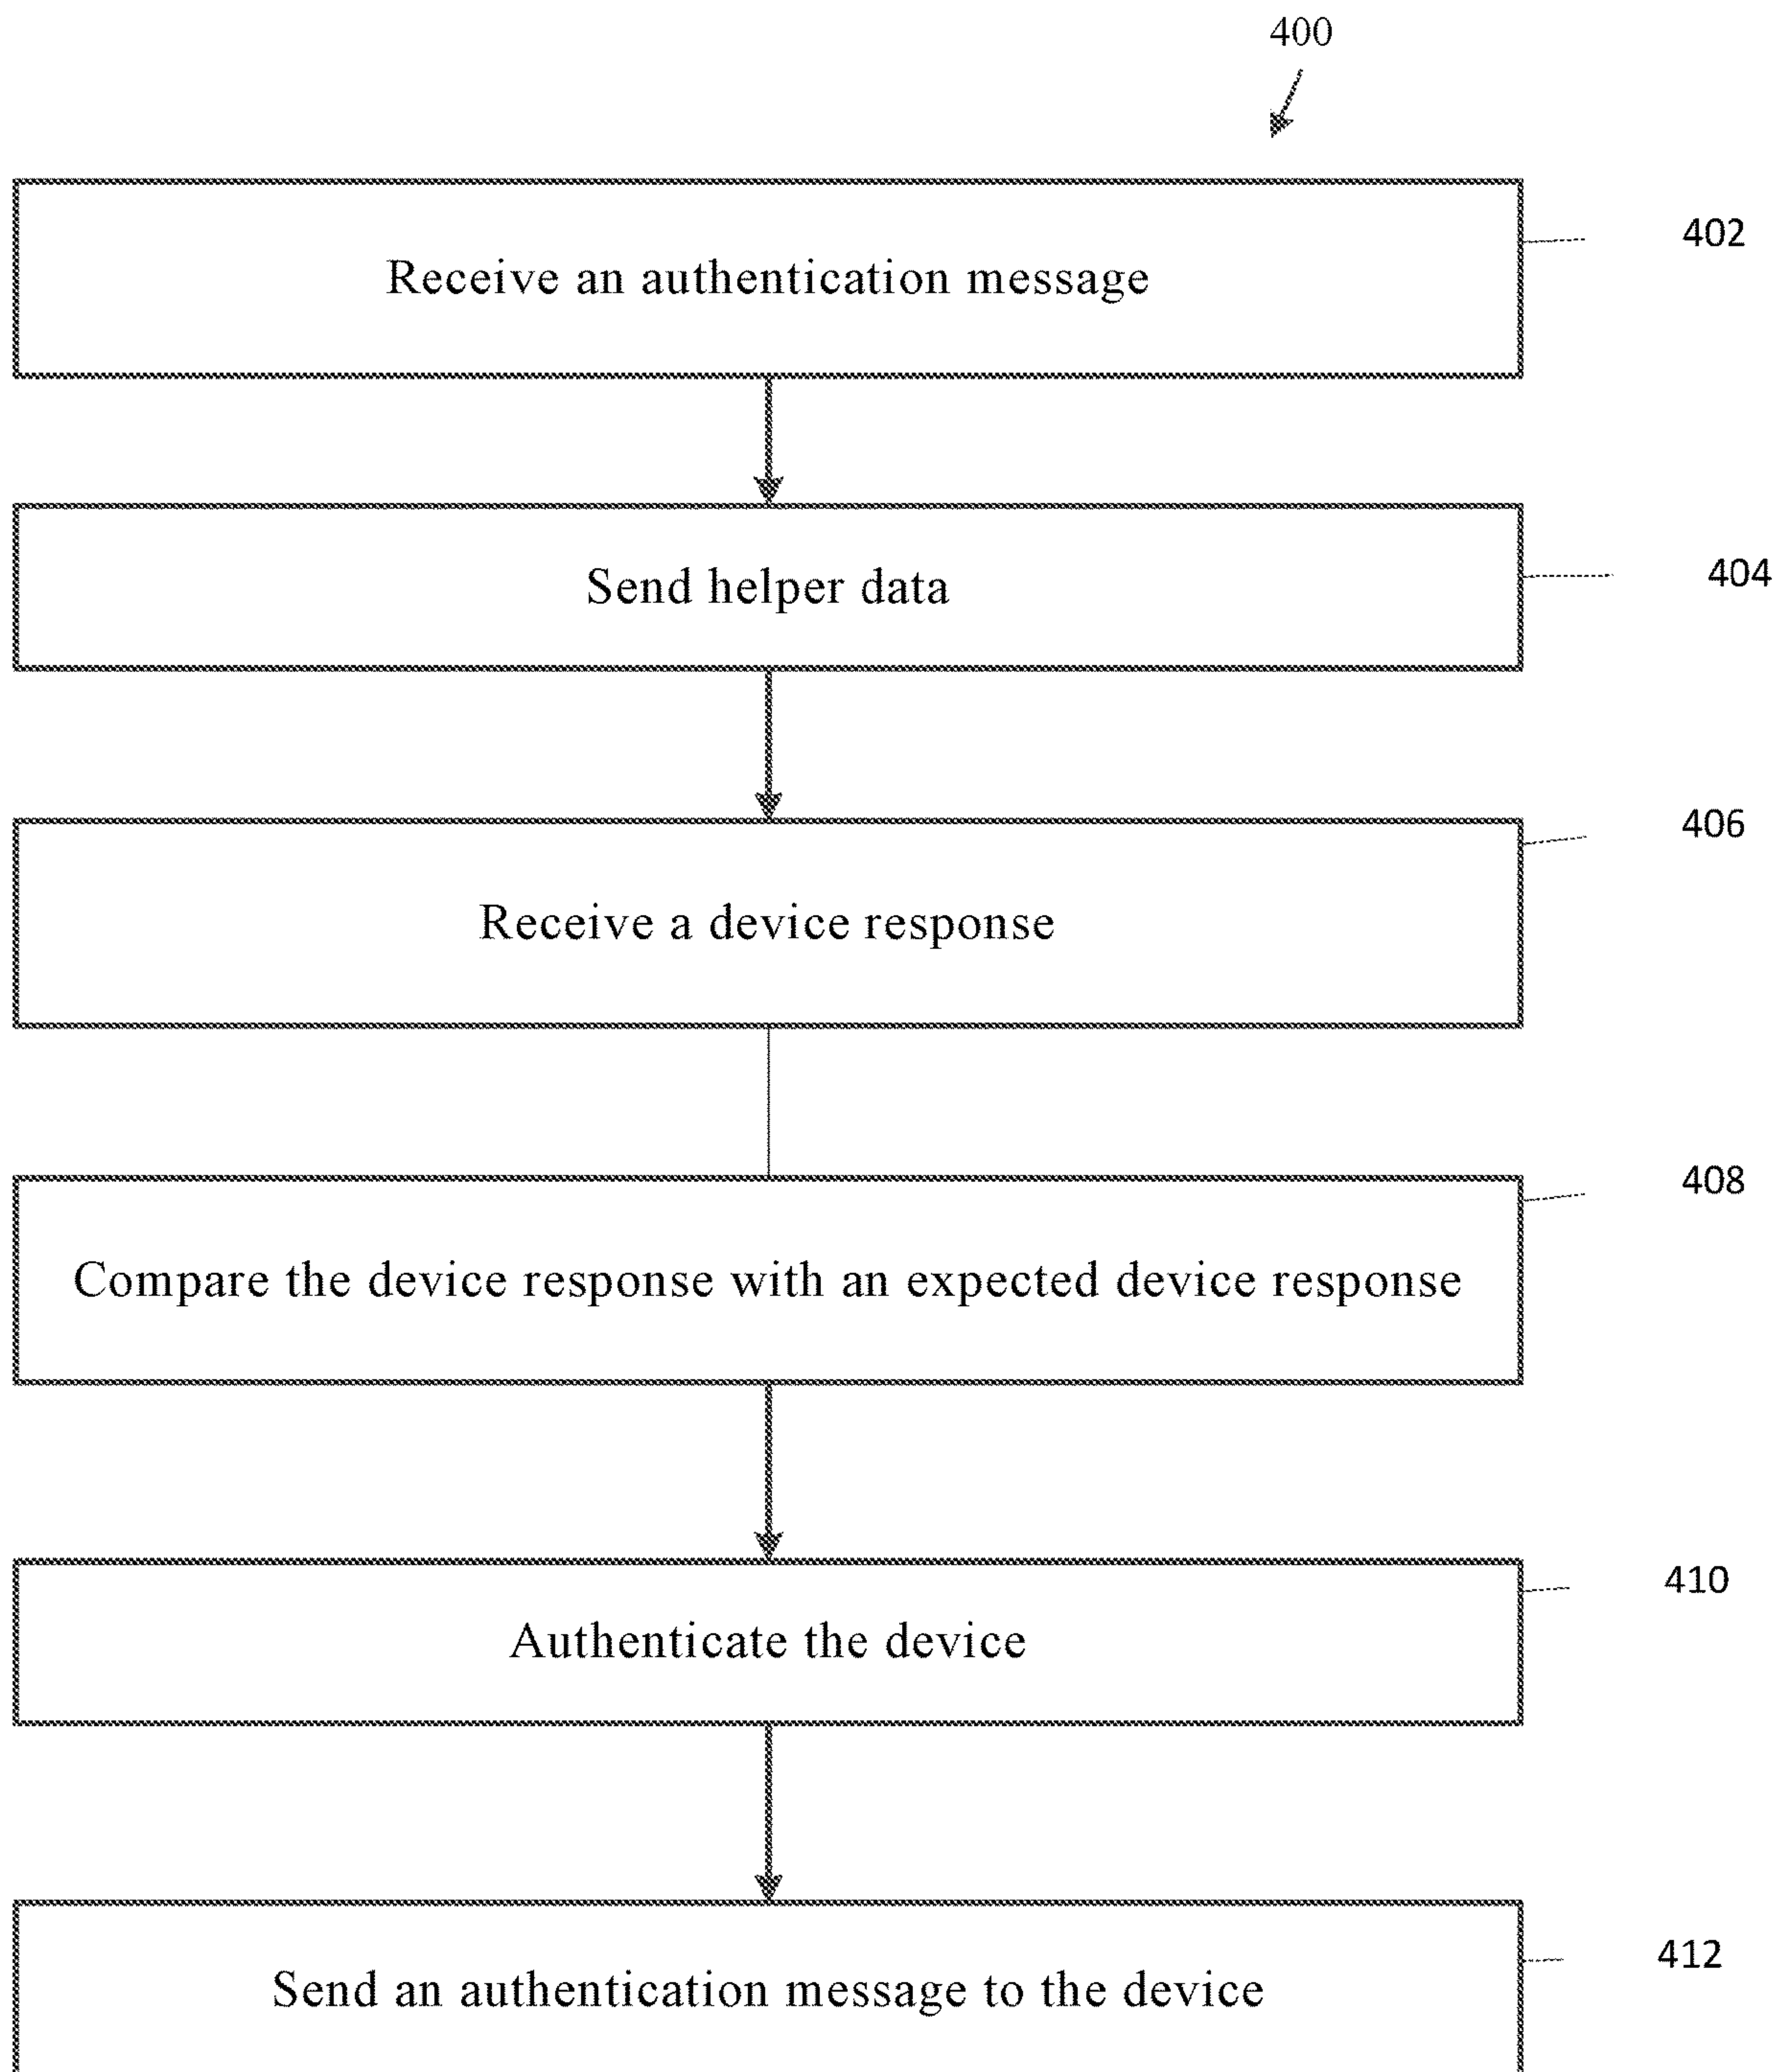 400
Receive an authentication message
402
Send helper data
404
Receive a device response
406
Compare the device response with an expected device response
408
Authenticate the device
410
Send an authentication message to the device
412